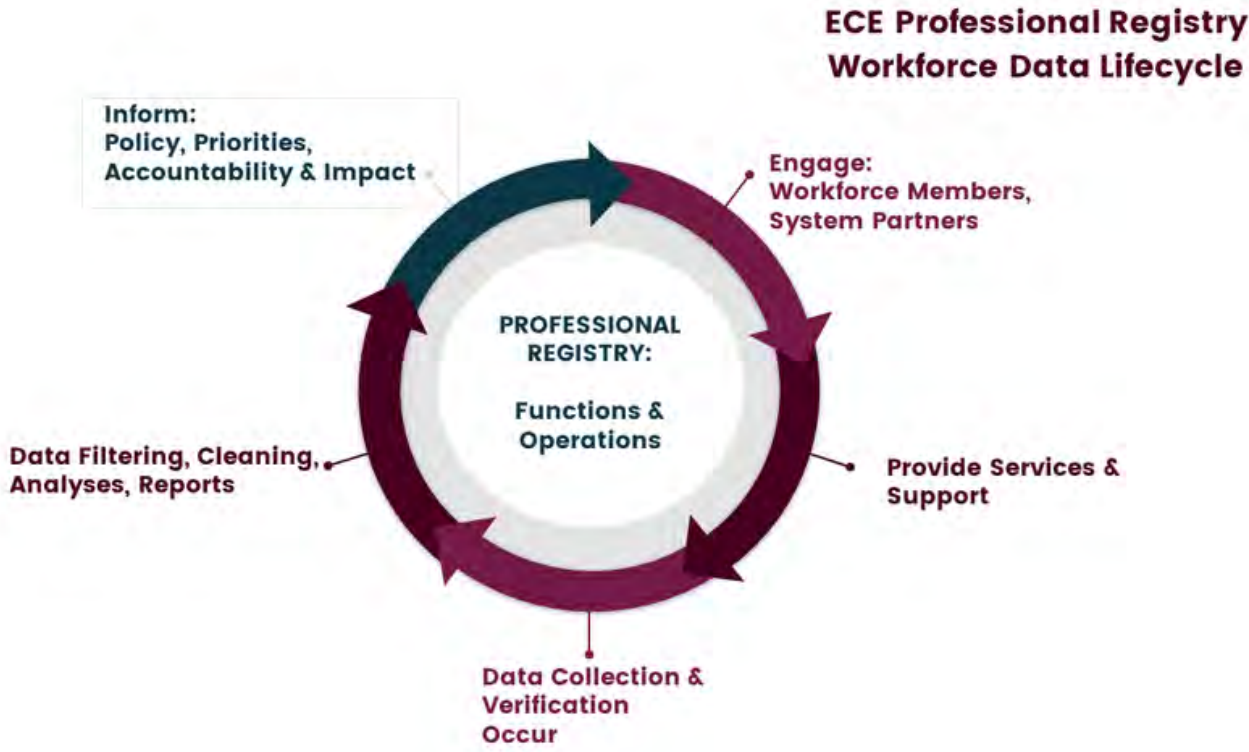 ECE Professional Registry
Workforce Data Lifecycle
Inform:
Policy, Priorities,
Accountability & Impact
Engage:
Workforce Members,
System Partners
PROFESSIONAL
REGISTRY:
Functions &
Operations
Data Filtering, Cleaning,
Analyses, Reports
Provide Services &
Support
Data Collection &
Verification
Occur